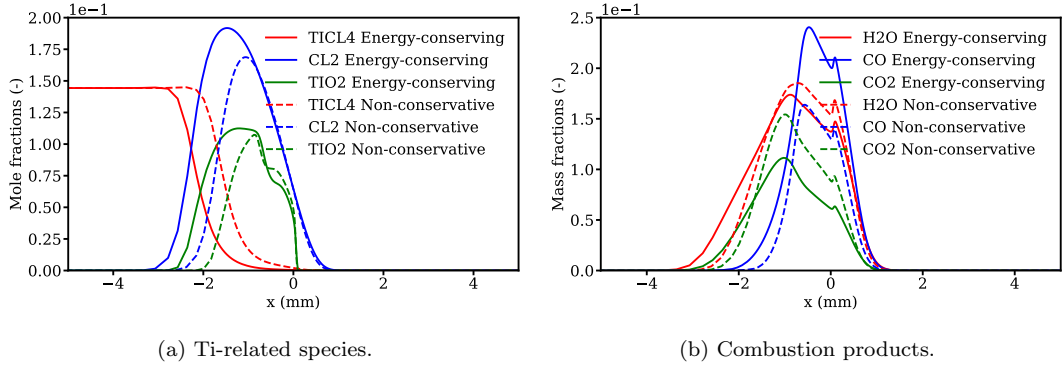 1e−1
2.00
1.75
1.50
1.25
1.00
0.75
0.50
0.25
0.00
Mole fractions (-)
−4
−2
0
2
4
x (mm)
TICL4 Energy-conserving
CL2 Energy-conserving
TIO2 Energy-conserving
TICL4 Non-conservative
CL2 Non-conservative
TIO2 Non-conservative
(a) Ti-related species.
1e−1
2.5
2.0
1.5
1.0
0.5
0.0
Mass fractions (-)
−4
−2
0
2
4
x (mm)
H2O Energy-conserving
CO Energy-conserving
CO2 Energy-conserving
H2O Non-conservative
CO Non-conservative
CO2 Non-conservative
(b) Combustion products.